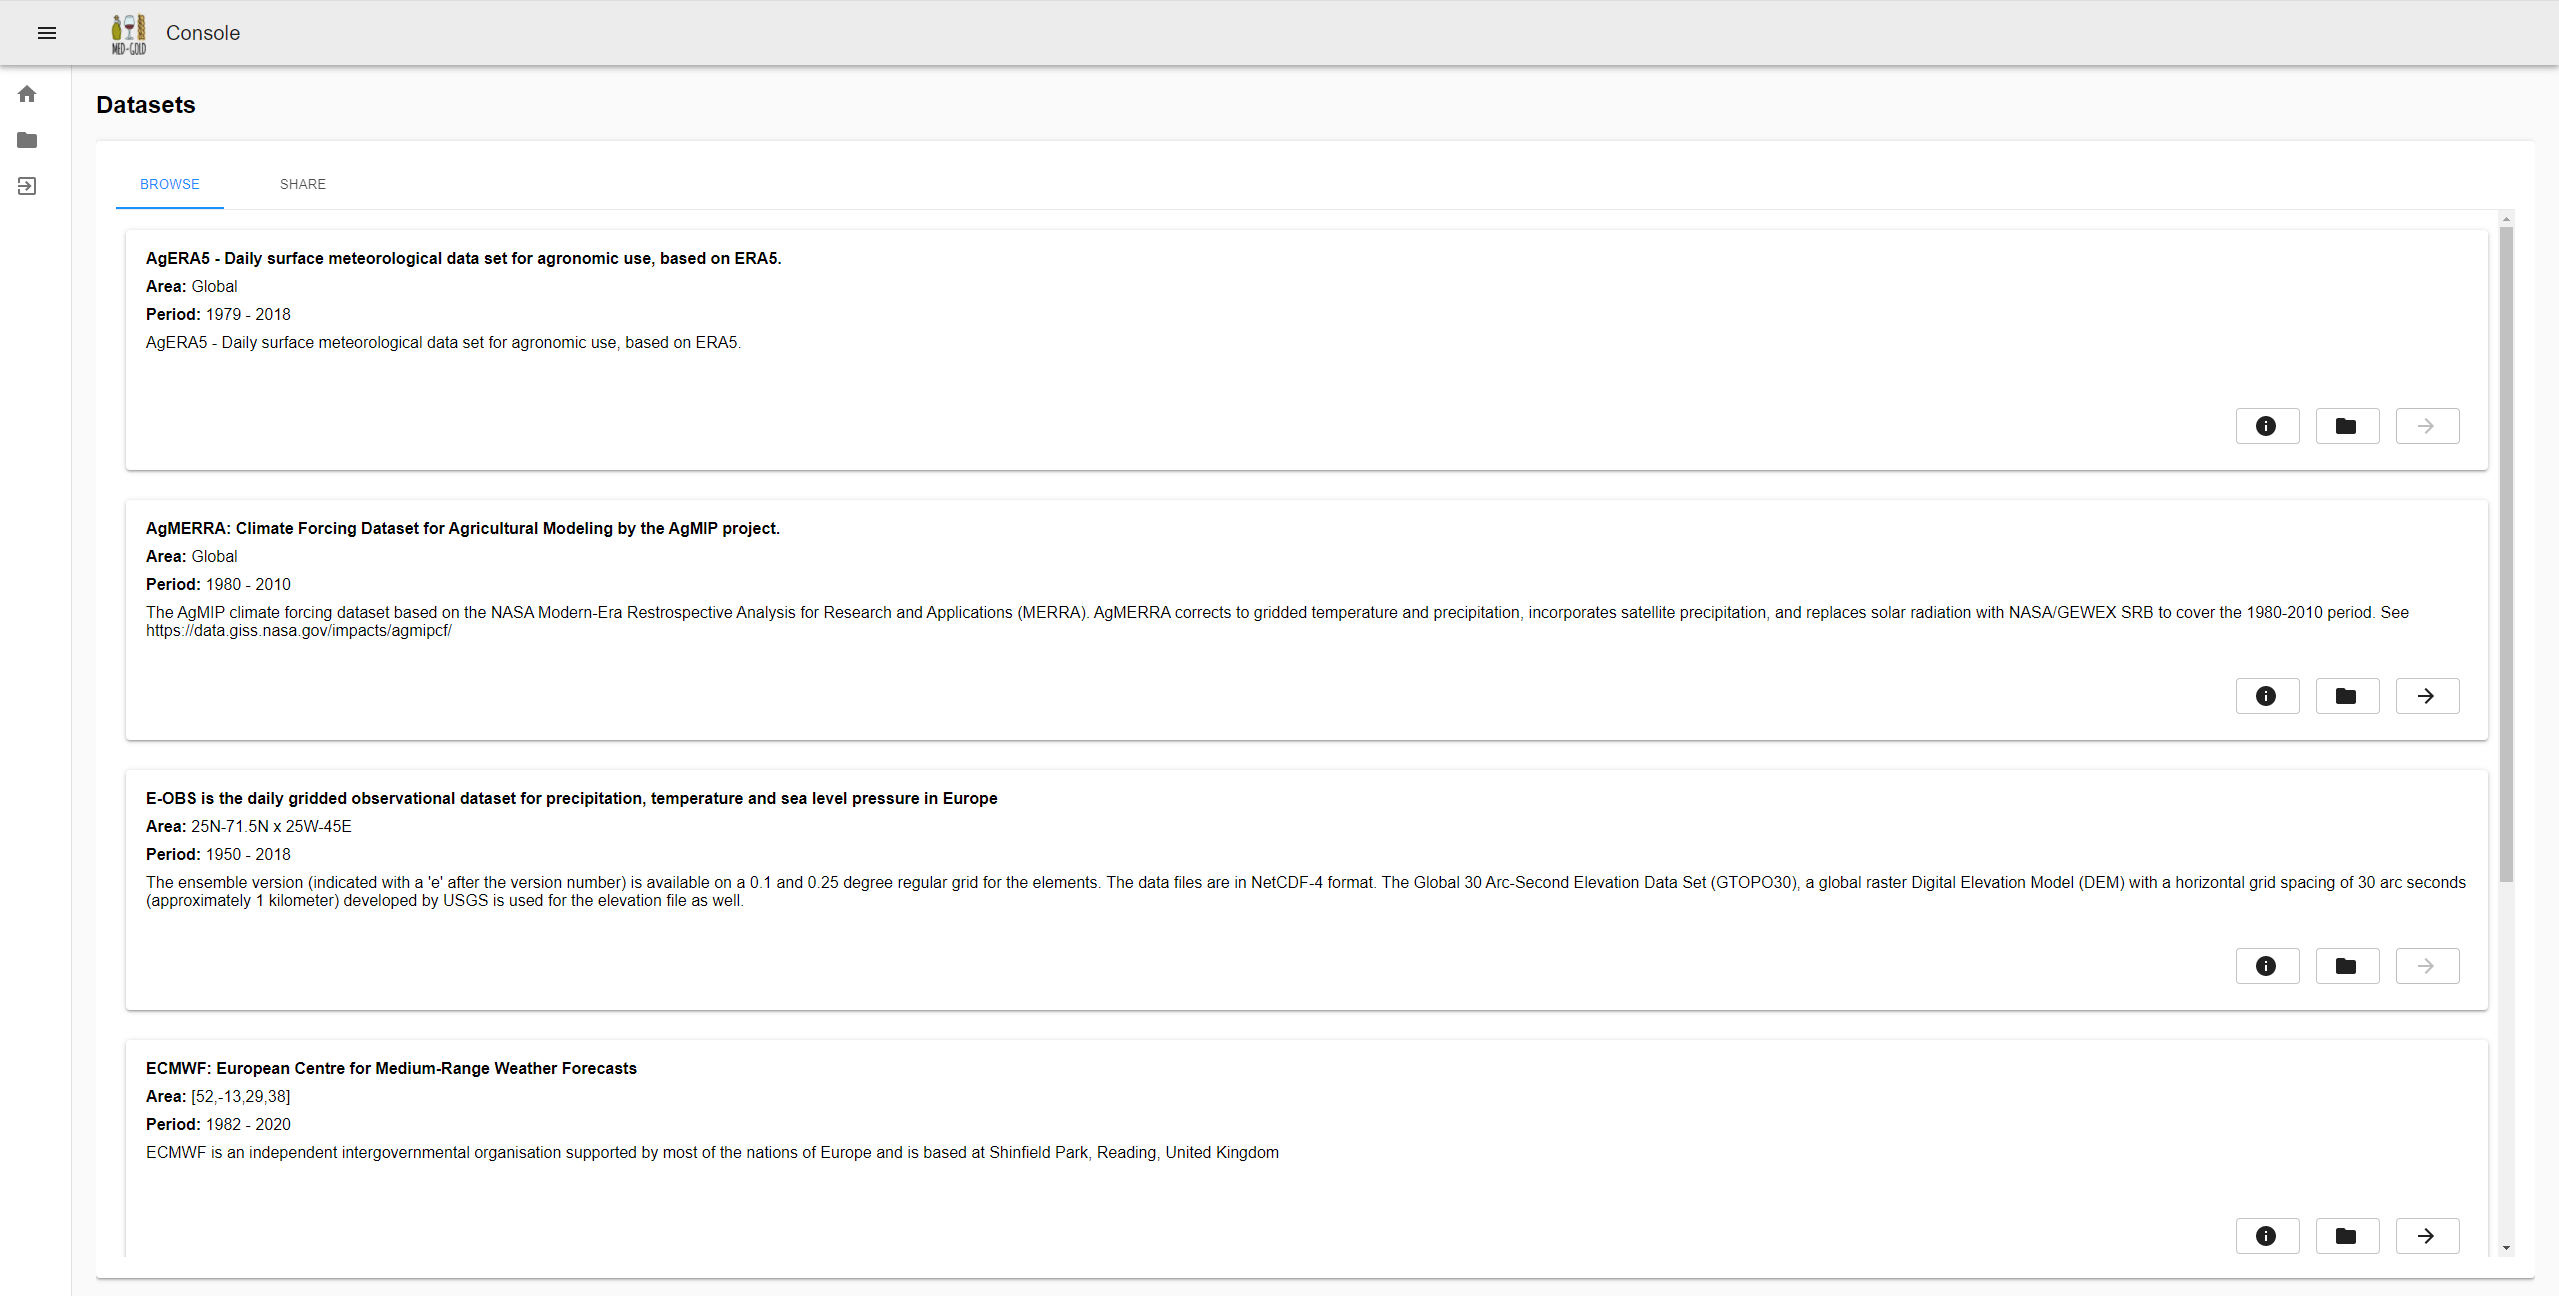 MED-GOLD
Console
Datasets
BROWSE
SHARE
AgERA5 - Daily surface meteorological data set for agronomic use, based on ERA5.
Area: Global
Period: 1979 - 2018
AgERA5 - Daily surface meteorological data set for agronomic use, based on ERA5.
AgMERRA: Climate Forcing Dataset for Agricultural Modeling by the AgMIP project.
Area: Global
Period: 1980 - 2010
The AgMIP climate forcing dataset based on the NASA Modern-Era Restrospective Analysis for Research and Applications (MERRA). AgMERRA corrects to gridded temperature and precipitation, incorporates satellite precipitation, and replaces solar radiation with NASA/GEWEX SRB to cover the 1980-2010 period. See
https://data.giss.nasa.gov/impacts/agmipcf/
E-OBS is the daily gridded observational dataset for precipitation, temperature and sea level pressure in Europe
Area: 25N-71.5N x 25W-45E
Period: 1950 - 2018
The ensemble version (indicated with a 'e' after the version number) is available on a 0.1 and 0.25 degree regular grid for the elements. The data files are in NetCDF-4 format. The Global 30 Arc-Second Elevation Data Set (GTOPO30), a global raster Digital Elevation Model (DEM) with a horizontal grid spacing of 30 arc seconds
(approximately 1 kilometer) developed by USGS is used for the elevation file as well.
ECMWF: European Centre for Medium-Range Weather Forecasts
Area: [52,-13,29,38]
Period: 1982 - 2020
ECMWF is an independent intergovernmental organisation supported by most of the nations of Europe and is based at Shinfield Park, Reading, United Kingdom